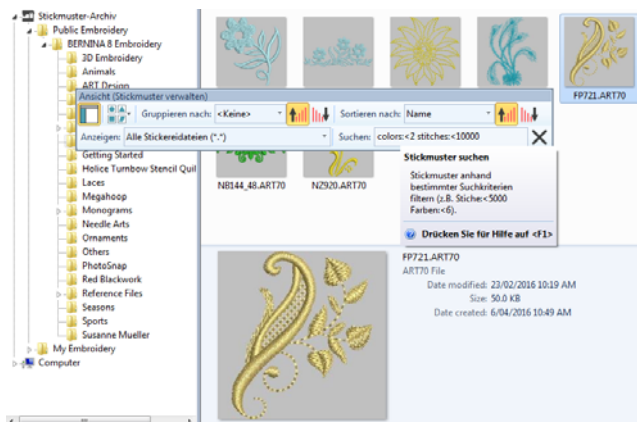 Stickmuster-Archiv
Public Embroidery
BERNINA 8 Embroidery
3D Embroidery
Animals
ART Design
Ansicht (Stickmuster verwalten)
Gruppieren nach: <Keine>
Sortieren nach: Name
Anzeigen: Alle Stickereidateien (*.*)
Suchen: colors:<2 stitches:<10000
Getting Started
Helice Turnbow Stencil Quil
Laces
Megahoop
Monograms
Needle Arts
Ornaments
Others
PhotoSnap
Red Blackwork
Reference Files
Seasons
Sports
Susanne Mueller
My Embroidery
Computer
FP721.ART70
NB144_48.ART70
NZ920.ART70
Stickmuster suchen
Stickmuster anhand
bestimmter Suchkriterien
filtern (z.B. Stiche:<5000
Farben:<6).
Drücken Sie für Hilfe auf <F1>
FP721.ART70
ART70 File
Date modified: 23/02/2016 10:19 AM
Size: 50.0 KB
Date created: 6/04/2016 10:49 AM